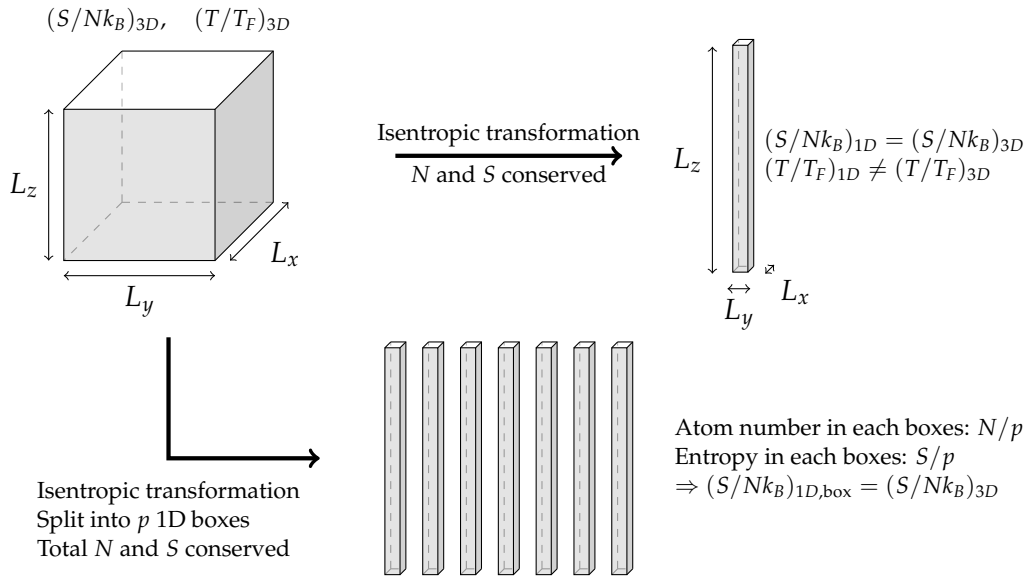 (S/Nk_B)_{3D}, (T/T_F)_{3D}
L_z
L_y
L_x
Isentropic transformation
N and S conserved
L_z
L_y
L_x
(S/Nk_B)_{1D} = (S/Nk_B)_{3D}
(T/T_F)_{1D} ≠ (T/T_F)_{3D}
Isentropic transformation
Split into p 1D boxes
Total N and S conserved
Atom number in each boxes: N/p
Entropy in each boxes: S/p
⇒ (S/Nk_B)_{1D,box} = (S/Nk_B)_{3D}